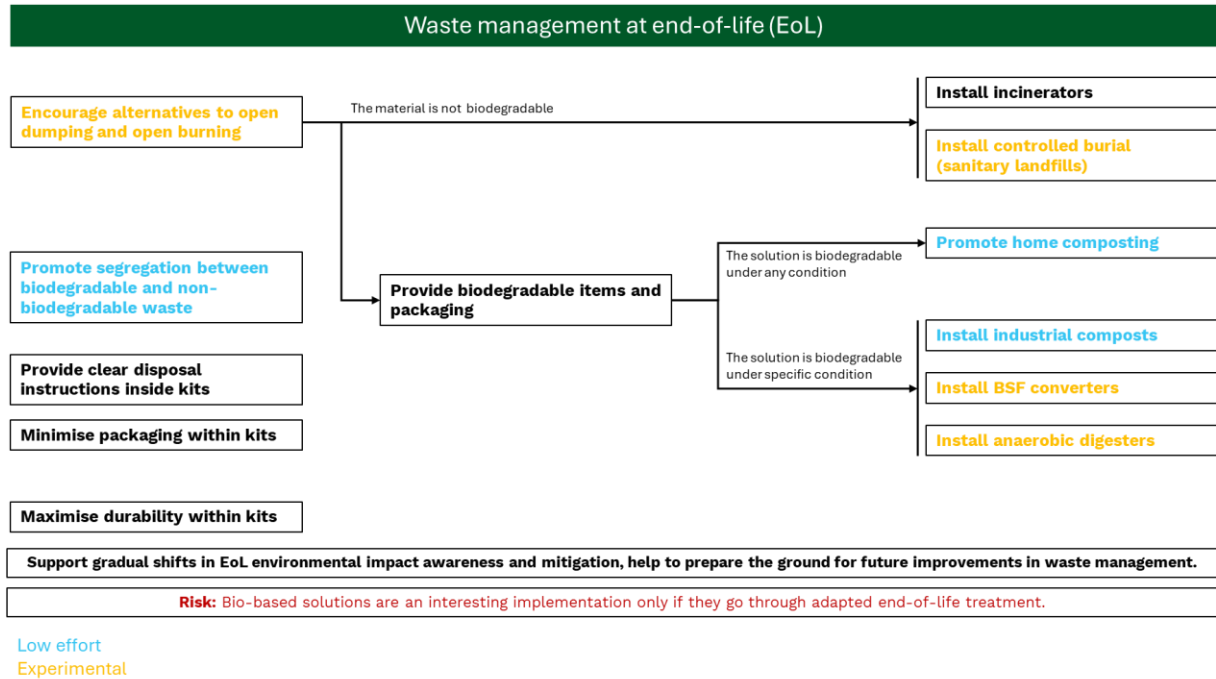 Waste management at end-of-life (EoL)
Encourage alternatives to open
dumping and open burning
The material is not biodegradable
Install incinerators
Install controlled burial
(sanitary landfills)
Promote segregation between
biodegradable and non-
biodegradable waste
Provide biodegradable items and
packaging
The solution is biodegradable
under any condition
Promote home composting
The solution is biodegradable
under specific condition
Install industrial composts
Install BSF converters
Install anaerobic digesters
Provide clear disposal
instructions inside kits
Minimise packaging within kits
Maximise durability within kits
Support gradual shifts in EoL environmental impact awareness and mitigation, help to prepare the ground for future improvements in waste management.
Risk: Bio-based solutions are an interesting implementation only if they go through adapted end-of-life treatment.
Low effort
Experimental